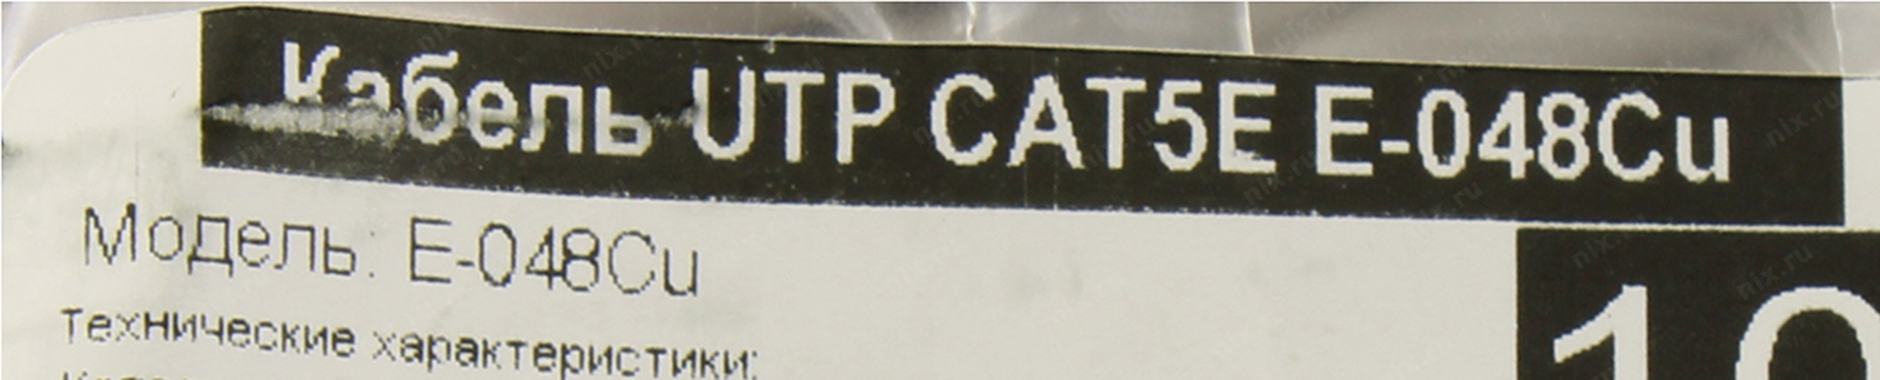 Кабель UTP CAT5E E-048Cu
Модель: E-048Cu
Технические характеристики: